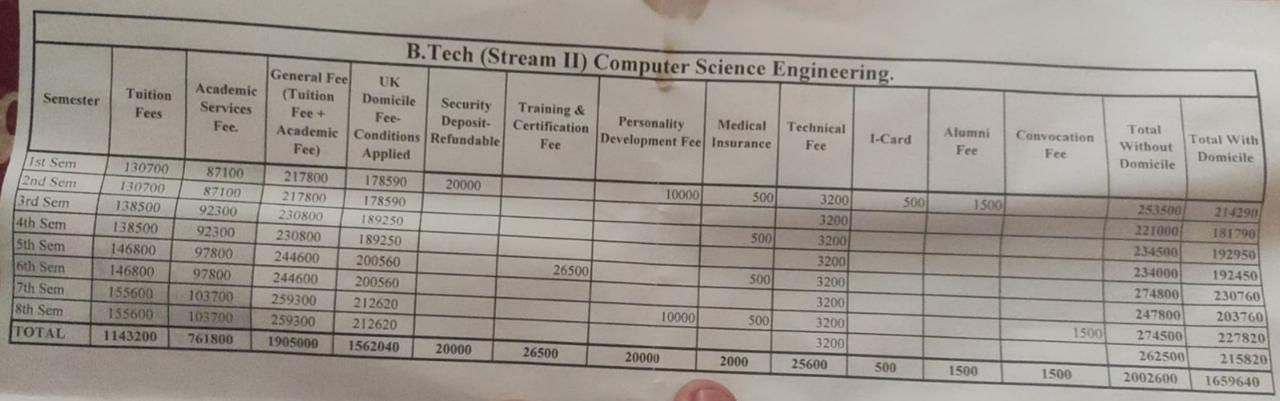 B.Tech (Stream II) Computer Science Engineering.
Semester Tuition Fees Academic Services Fee. General Fee (Tuition Fee + Academic Fee) UK Domicile Fee- Conditions Applied Security Deposit- Refundable Training & Certification Fee Personality Development Fee Medical Insurance Technical Fee I-Card Alumni Fee Convocation Fee Total Without Domicile Total With Domicile
1st Sem 130700 87100 217800 178590 20000 10000 500 3200 500 1500 253500 214290
2nd Sem 130700 87100 217800 178590 3200 221000 181790
3rd Sem 138500 92300 230800 189250 500 3200 234500 192950
4th Sem 138500 92300 230800 189250 3200 234000 192450
5th Sem 146800 97800 244600 200560 26500 500 3200 274800 230760
6th Sem 146800 97800 244600 200560 3200 247800 203760
7th Sem 155600 103700 259300 212620 10000 500 3200 1500 274500 227820
8th Sem 155600 103700 259300 212620 3200 262500 215820
TOTAL 1143200 761800 1905000 1562040 20000 26500 20000 2000 25600 500 1500 1500 2002600 1659640